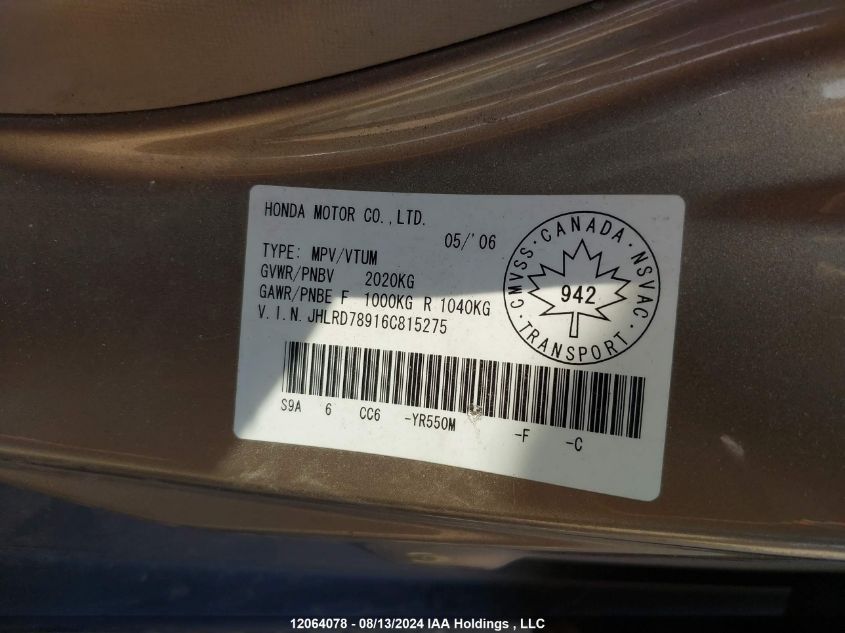 HONDA MOTOR CO.,LTD.
05/'06
TYPE: MPV/VTUM
GVWR/PNBV 2020KG
GAWR/PNBE F 1000KG R 1040KG
V.I.N. JHLRD78916C815275
CMVSS · CANADA · NSVAC · TRANSPORT ·
942
S9A 6 CC6 -YR550M -F -C
12064078 - 08/13/2024 IAA Holdings , LLC